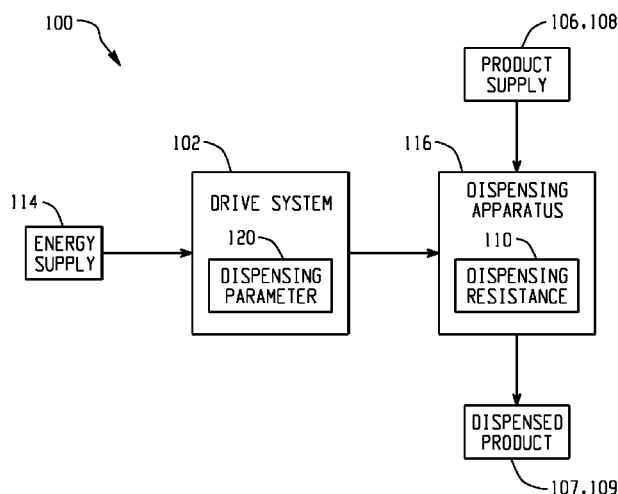 100
106,108
PRODUCT
SUPPLY
102
116
114
DRIVE SYSTEM
DISPENSING
APPARATUS
ENERGY
SUPPLY
120
DISPENSING
PARAMETER
110
DISPENSING
RESISTANCE
DISPENSED
PRODUCT
107,109